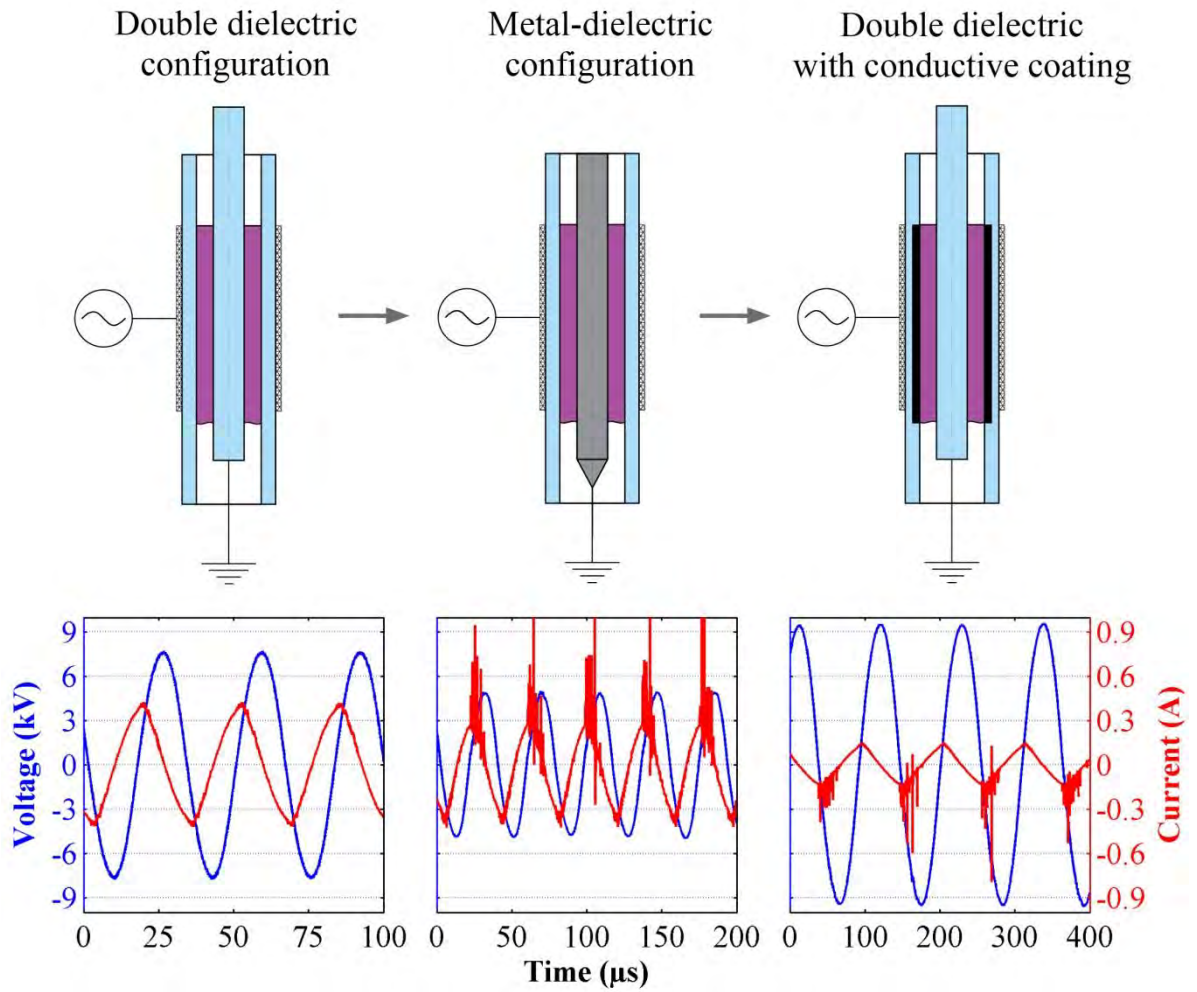 Double dielectric
configuration
Metal-dielectric
configuration
Double dielectric
with conductive coating
Voltage (kV)
9
6
3
0
-3
-6
-9
0 25 50 75 100
0 50 100 150 200
0 100 200 300 400
0.9
0.6
0.3
0
-0.3
-0.6
-0.9
Current (A)
Time (µs)